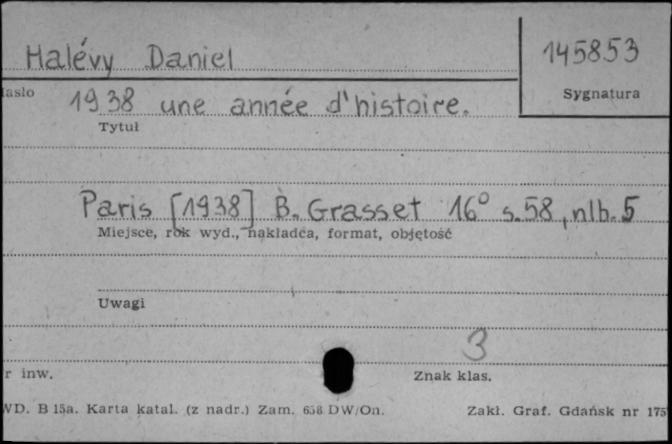 Halévy Daniel
145853
Sygnatura
1938 une année d'histoire.
Tytuł
Paris [1938] B. Grasset 16° s. 58, nlb. 5
Miejsce, rok wyd., nakładca, format, objętość
Uwagi
3
r inw.
Znak klas.
WD. B 15a. Karta katal. (z nadr.) Zam. 658 DW/On.
Zakł. Graf. Gdańsk nr 175